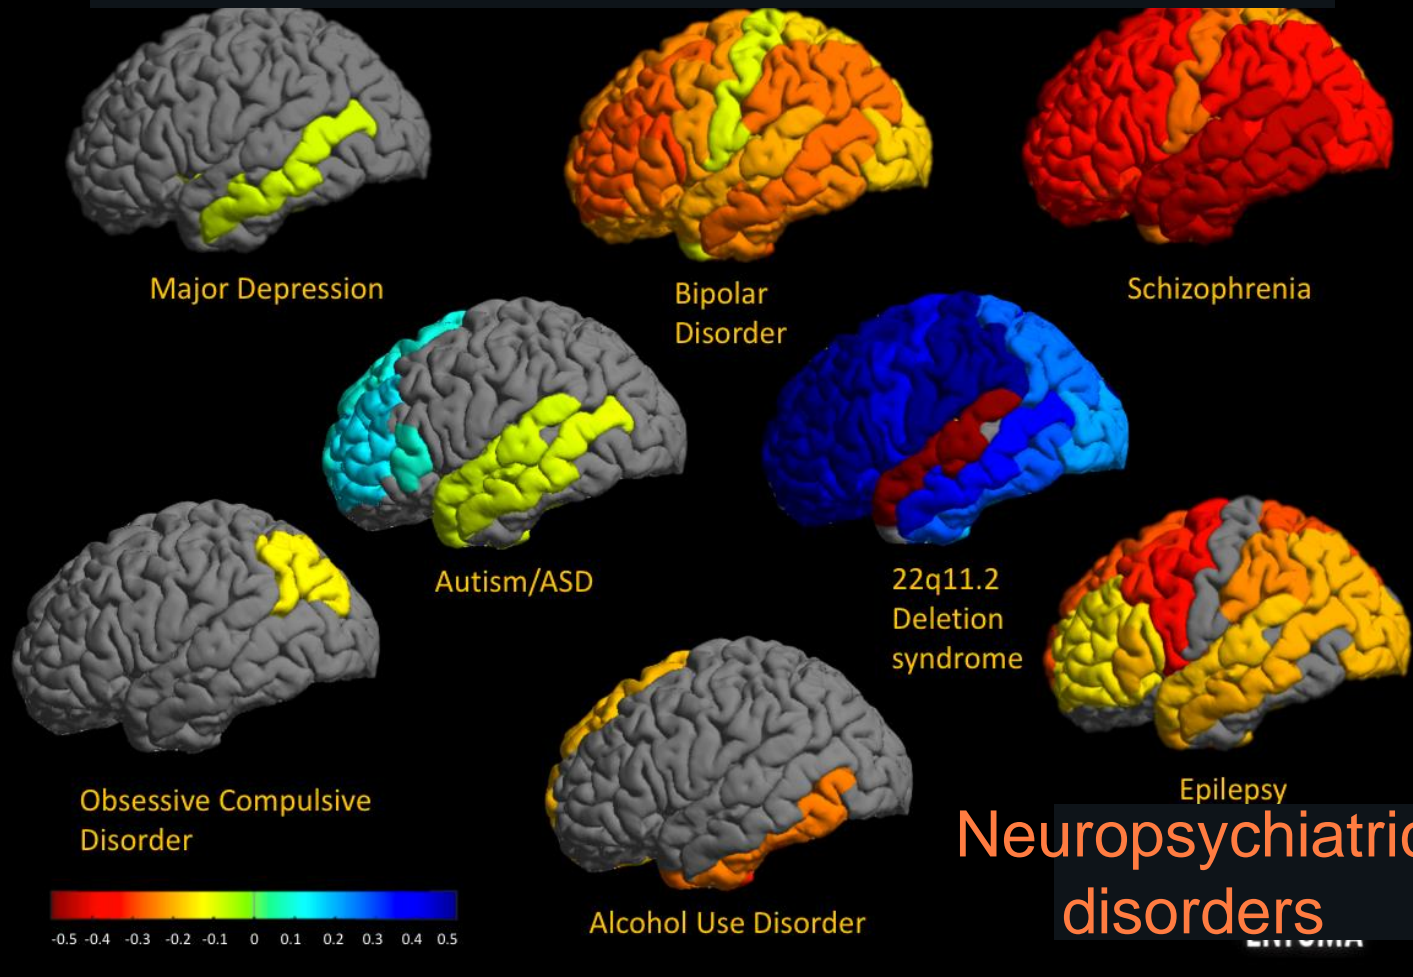 Major Depression
Bipolar
Disorder
Schizophrenia
Autism/ASD
22q11.2
Deletion
syndrome
Obsessive Compulsive
Disorder
Alcohol Use Disorder
Epilepsy
Neuropsychiatric
disorders
-0.5 -0.4 -0.3 -0.2 -0.1 0 0.1 0.2 0.3 0.4 0.5